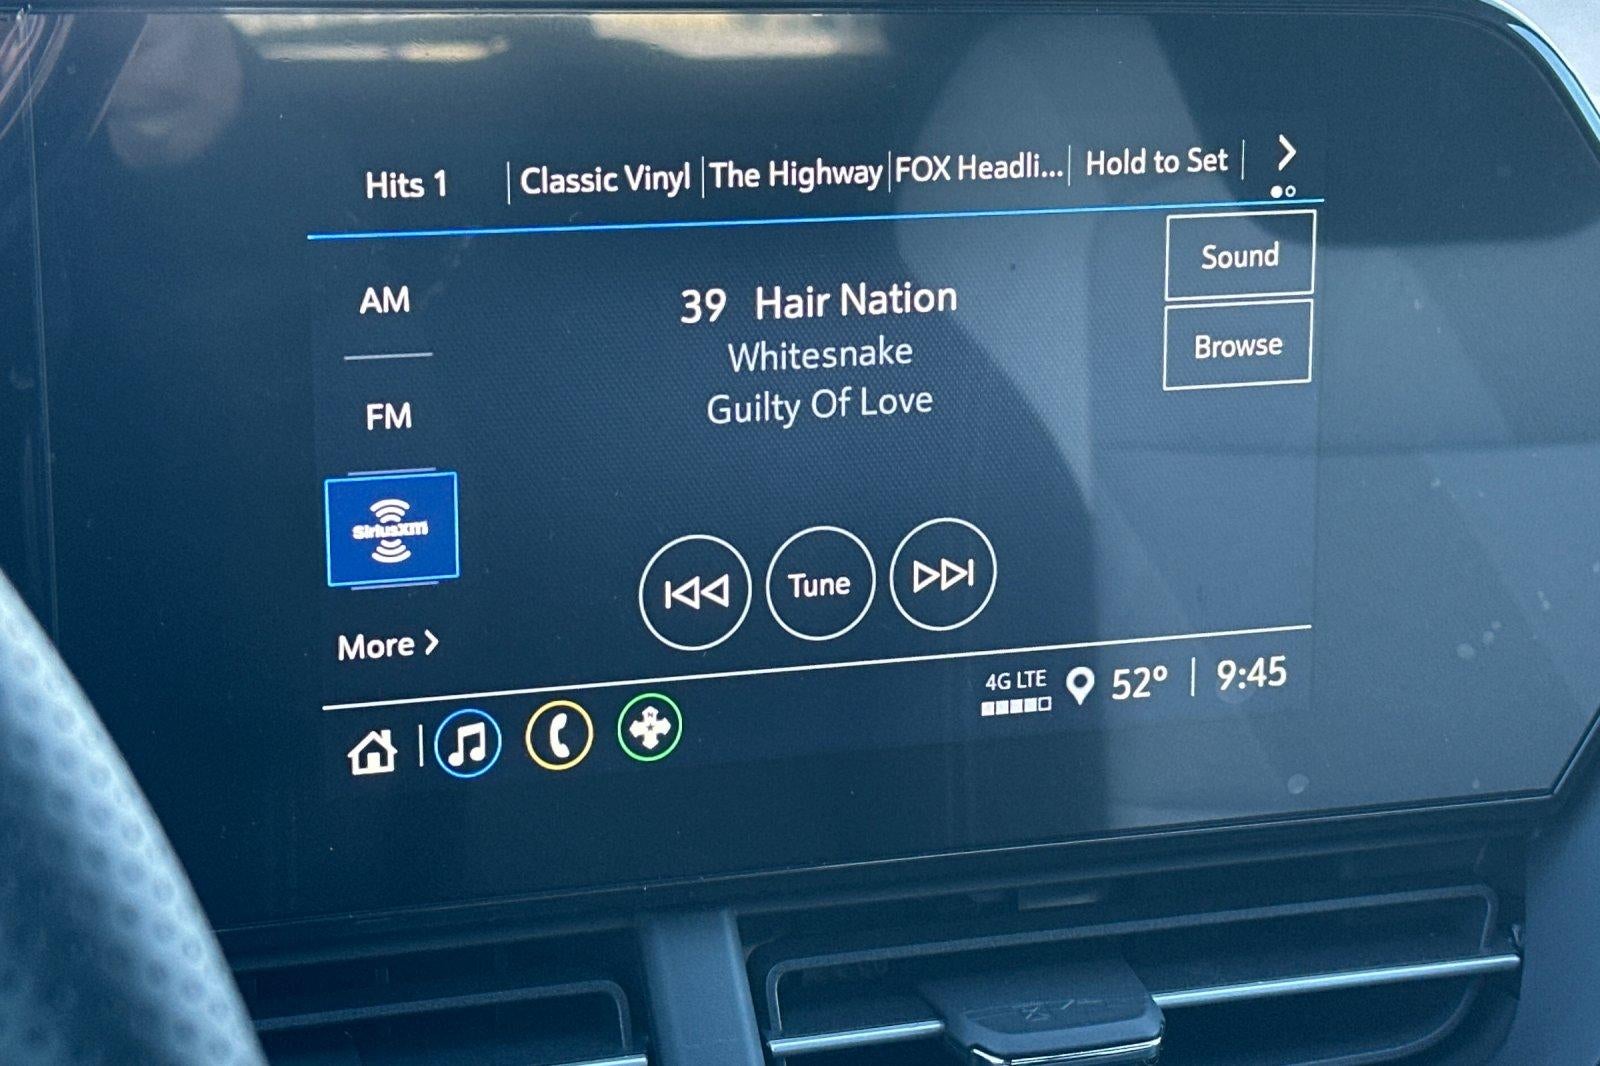 Hits 1 Classic Vinyl The Highway FOX Headli... Hold to Set
Sound
AM
39 Hair Nation
Browse
Whitesnake
FM
Guilty Of Love
SiriusXM
Tune
More
4G LTE 52° 9:45